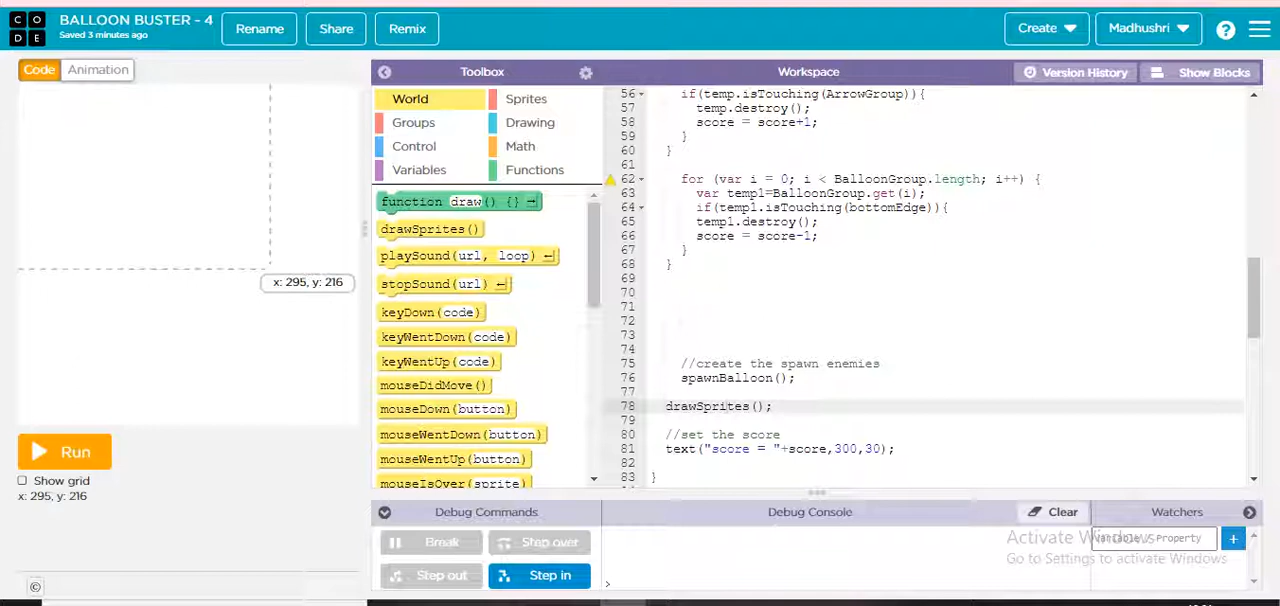 CODE
BALLOON BUSTER - 4
Saved 3 minutes ago
Rename
Share
Remix
Create
Madhushri
?
Code
Animation
Toolbox
Workspace
Version History
Show Blocks
World
Sprites
Groups
Drawing
Control
Math
Variables
Functions
function draw() {}
drawSprites()
playSound(url, loop)
stopSound(url)
keyDown(code)
keyWentDown(code)
keyWentUp(code)
mouseDidMove()
mouseDown(button)
mouseWentDown(button)
mouseWentUp(button)
mouseIsOver(sprite)
56 if(temp.isTouching(ArrowGroup)){
57 temp.destroy();
58 score = score+1;
59 }
60 }
61
62 for (var i = 0; i < BalloonGroup.length; i++) {
63 var temp1=BalloonGroup.get(i);
64 if(temp1.isTouching(bottomEdge)){
65 temp1.destroy();
66 score = score-1;
67 }
68 }
69
70
71
72
73
74
75 //create the spawn enemies
76 spawnBalloon();
77
78 drawSprites();
79
80 //set the score
81 text("score = "+score,300,30);
82
83 }
x: 295, y: 216
Run
Show grid
x: 295, y: 216
Debug Commands
Debug Console
Clear
Watchers
Break
Step over
Step out
Step in
Variable / Property
+
>
Activate Windows
Go to Settings to activate Windows.
©